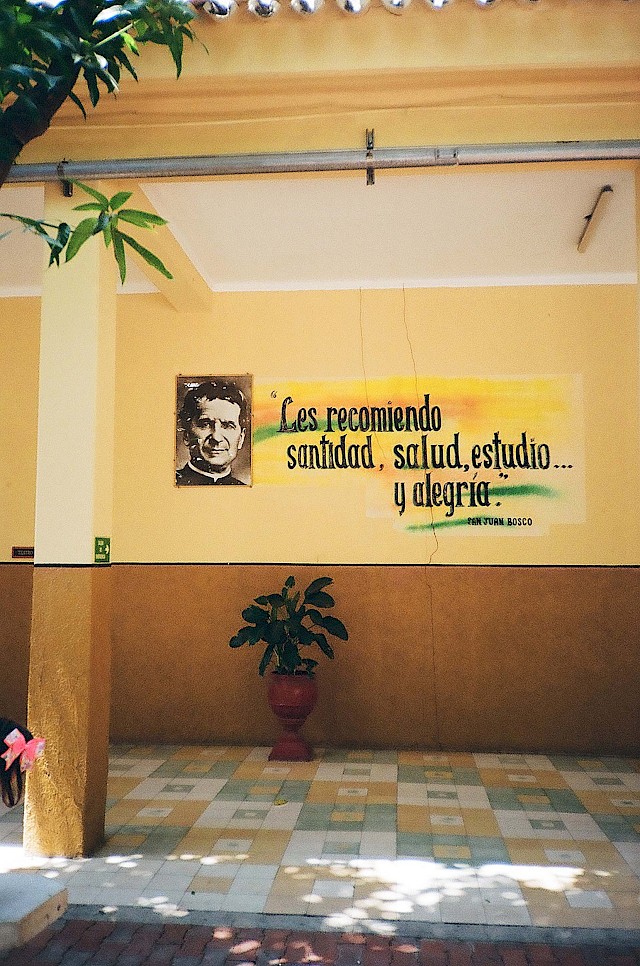 "Les recomiendo
santidad, salud, estudio...
y alegría."
SAN JUAN BOSCO